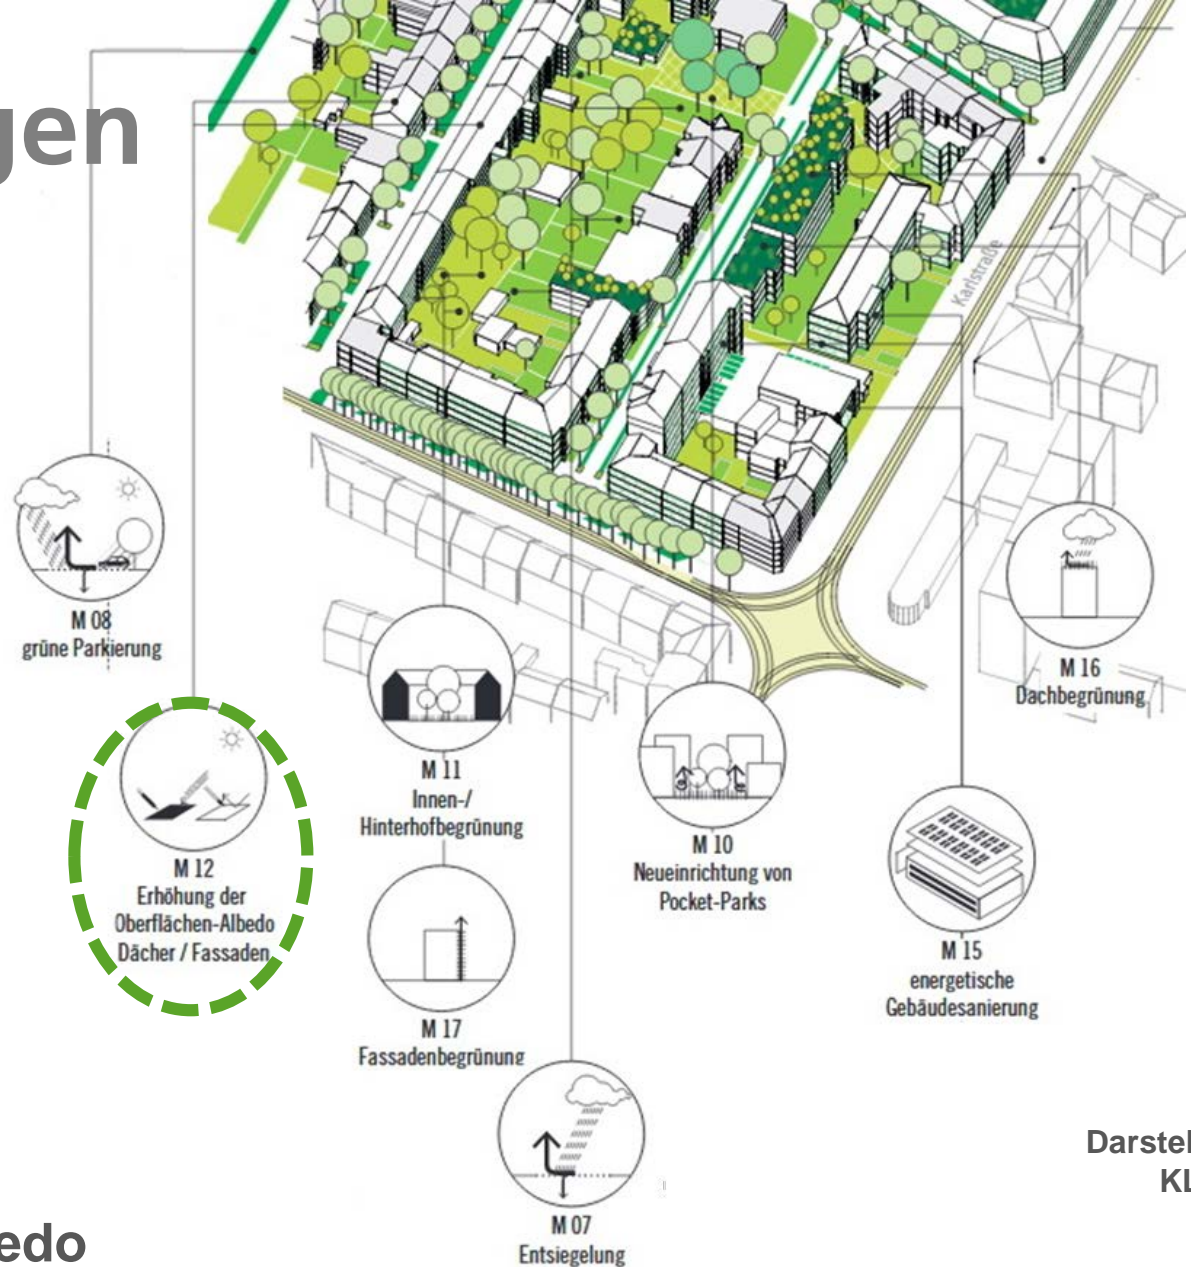 gen
Karlstraße
M 08
grüne Parkierung
M 16
Dachbegrünung
M 11
Innen-/
Hinterhofbegrünung
M 12
Erhöhung der
Oberflächen-Albedo
Dächer / Fassaden
M 10
Neueinrichtung von
Pocket-Parks
M 15
energetische
Gebäudesanierung
M 17
Fassadenbegrünung
M 07
Entsiegelung
Darstel
KL
edo